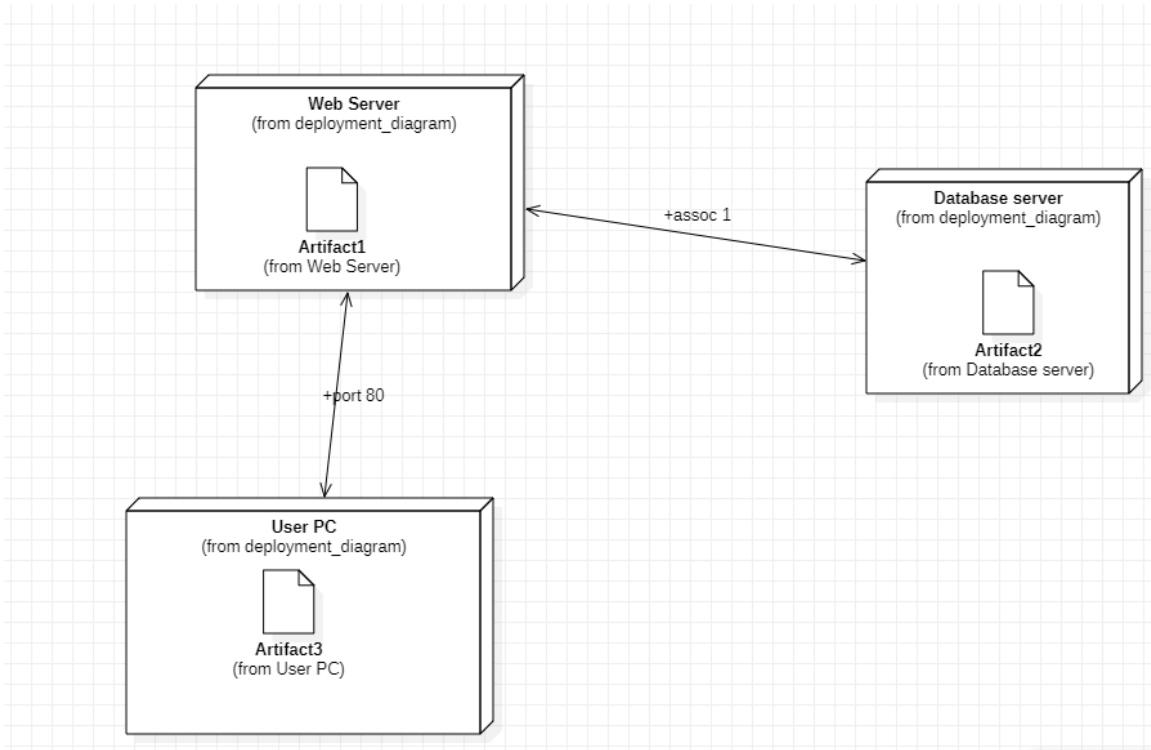 Web Server
(from deployment_diagram)
Artifact1
(from Web Server)
+assoc 1
Database server
(from deployment_diagram)
Artifact2
(from Database server)
+port 80
User PC
(from deployment_diagram)
Artifact3
(from User PC)